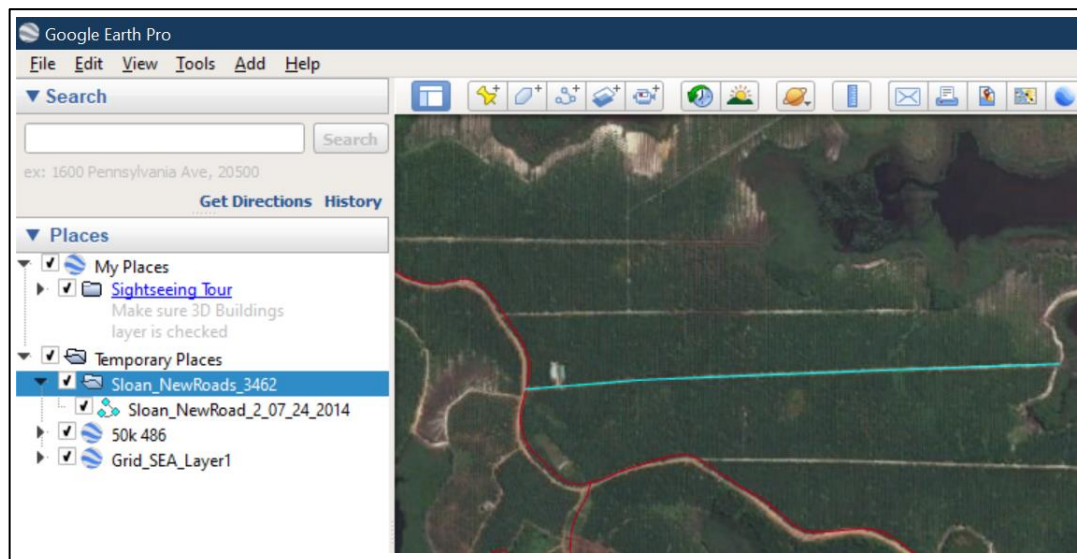 Google Earth Pro
File Edit View Tools Add Help
Search
Search
ex: 1600 Pennsylvania Ave, 20500
Get Directions History
Places
My Places
Sightseeing Tour
Make sure 3D Buildings
layer is checked
Temporary Places
Sloan_NewRoads_3462
Sloan_NewRoad_2_07_24_2014
50k 486
Grid_SEA_Layer1